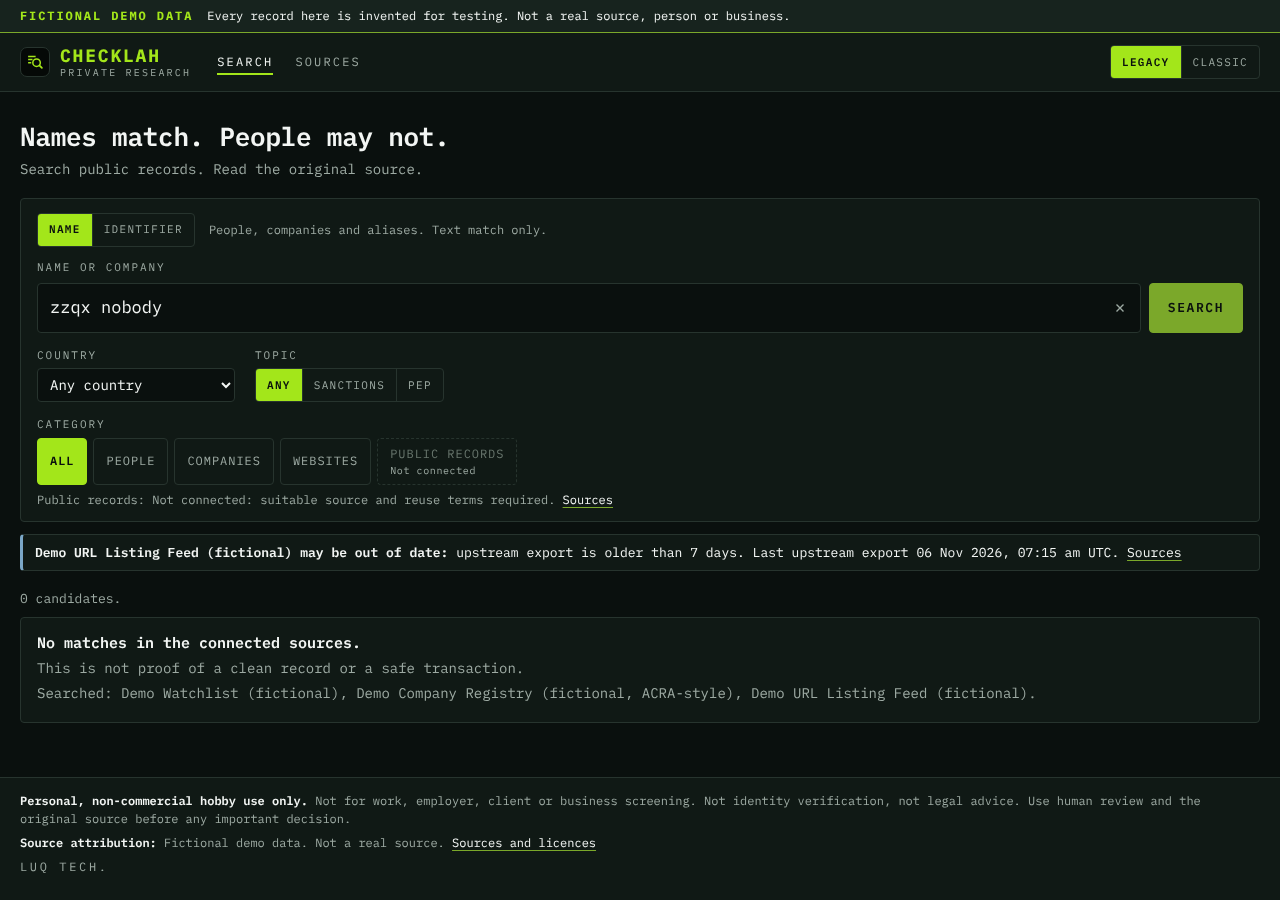 FICTIONAL DEMO DATA Every record here is invented for testing. Not a real source, person or business.
CHECKLAH
PRIVATE RESEARCH
SEARCH SOURCES
LEGACY CLASSIC
Names match. People may not.
Search public records. Read the original source.
NAME IDENTIFIER People, companies and aliases. Text match only.
NAME OR COMPANY
zzqx nobody × SEARCH
COUNTRY TOPIC
Any country ANY SANCTIONS PEP
CATEGORY
ALL PEOPLE COMPANIES WEBSITES PUBLIC RECORDS
Not connected
Public records: Not connected: suitable source and reuse terms required. Sources
Demo URL Listing Feed (fictional) may be out of date: upstream export is older than 7 days. Last upstream export 06 Nov 2026, 07:15 am UTC. Sources
0 candidates.
No matches in the connected sources.
This is not proof of a clean record or a safe transaction.
Searched: Demo Watchlist (fictional), Demo Company Registry (fictional, ACRA-style), Demo URL Listing Feed (fictional).
Personal, non-commercial hobby use only. Not for work, employer, client or business screening. Not identity verification, not legal advice. Use human review and the
original source before any important decision.
Source attribution: Fictional demo data. Not a real source. Sources and licences
LUQ TECH.